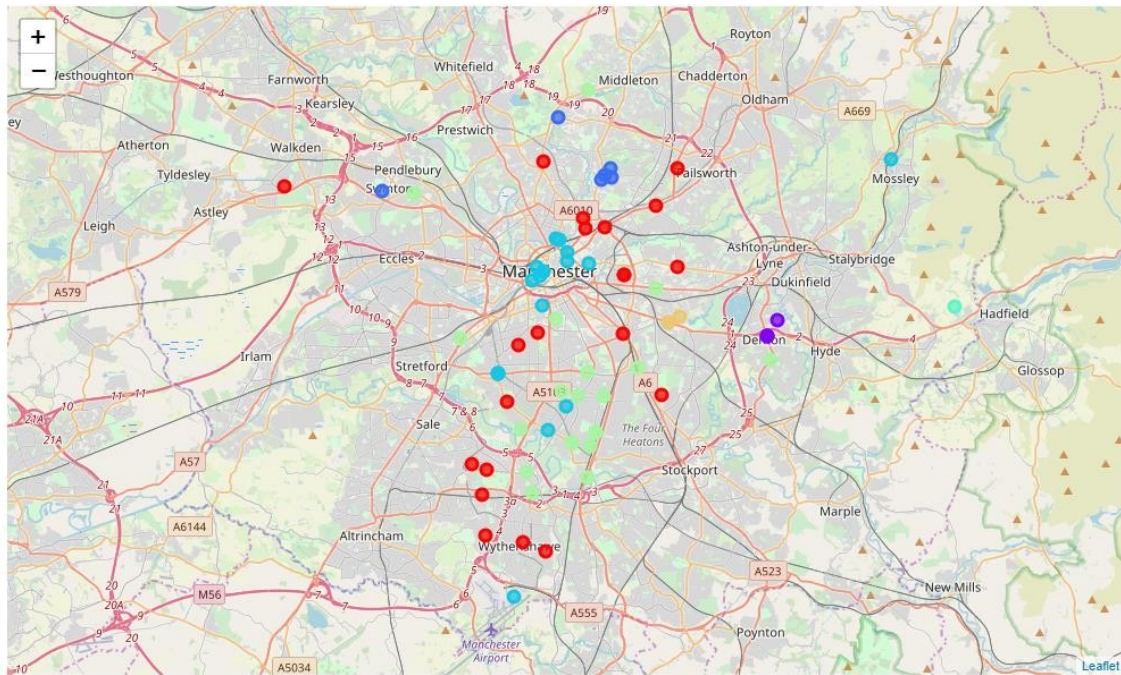 +
−
Westhoughton
Farnworth
Kearsley
Whitefield
Middleton
Royton
Chadderton
Oldham
A669
Atherton
Walkden
Prestwich
Tyldesley
Pendlebury
Swinton
Failsworth
Mossley
Astley
Leigh
A6010
Eccles
Manchester
Ashton-under-
Lyne
Stalybridge
Dukinfield
A579
Hadfield
Irlam
Stretford
Denton
Hyde
Glossop
A5103
A6
Sale
The Four
Heatons
A57
Stockport
Marple
A6144
Altrincham
Wythenshawe
A523
M56
A555
New Mills
Manchester
Airport
Poynton
A5034
Leaflet